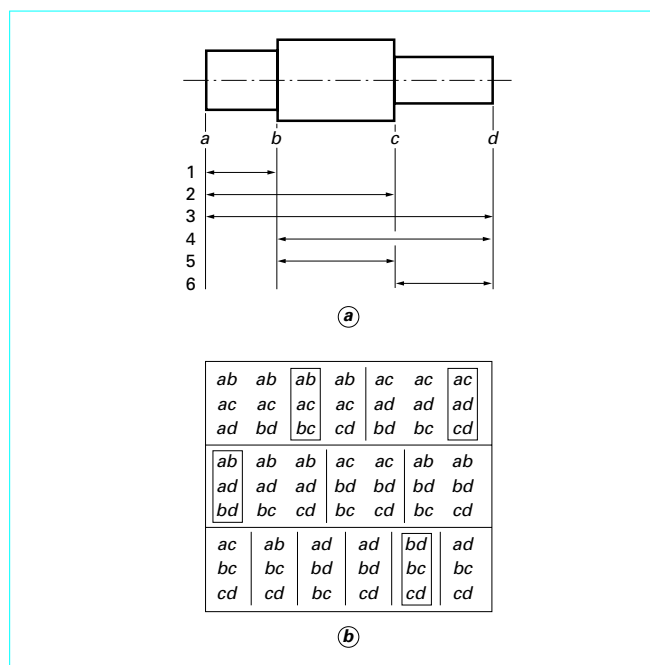 a b c d
1
2
3
4
5
6
a
ab ab ab ab ac ac ac
ac ac ac ac ad ad ad
ad bd bc cd bd bc cd
ab ab ab ac ac ab ab
ad ad ad bd bd bd bd
bd bc cd bc cd bc cd
ac ab ad ad bd ad
bc bc bd bd bc bc
cd cd bc cd cd cd
b